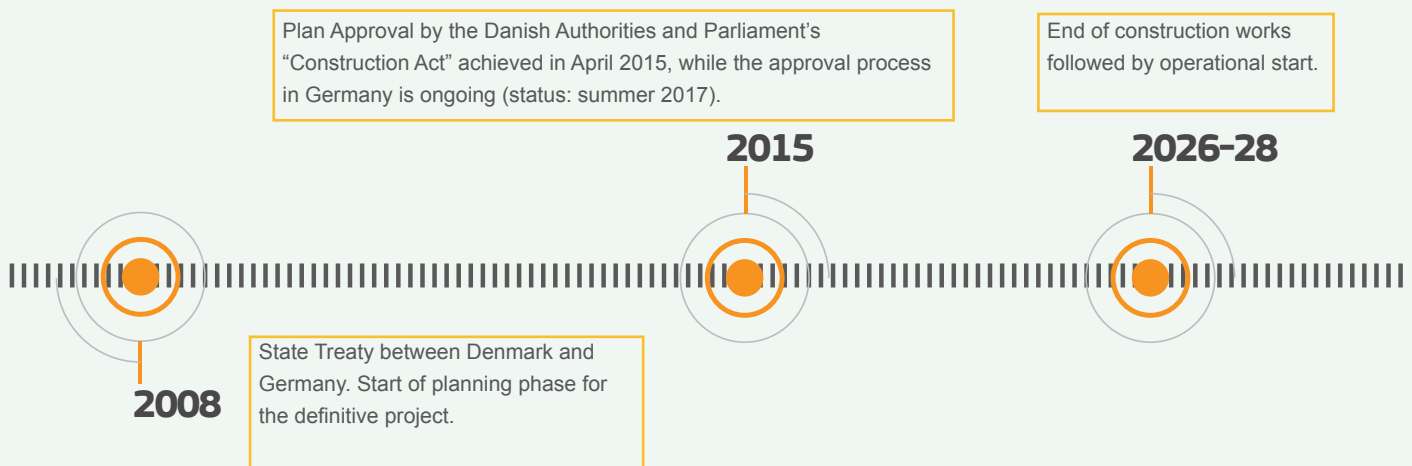 Plan Approval by the Danish Authorities and Parliament’s
“Construction Act” achieved in April 2015, while the approval process
in Germany is ongoing (status: summer 2017).
2015
End of construction works
followed by operational start.
2026-28
2008
State Treaty between Denmark and
Germany. Start of planning phase for
the definitive project.